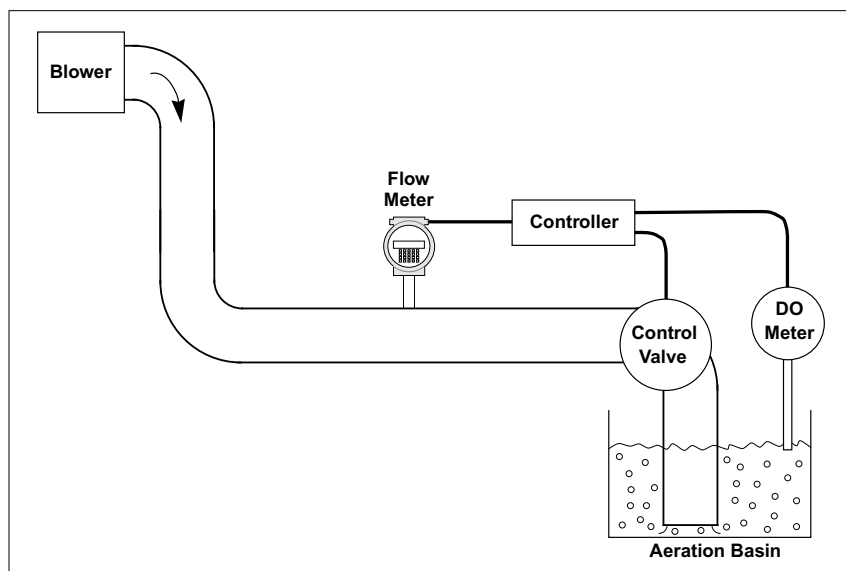 Blower
Flow
Meter
Controller
DO
Meter
Control
Valve
Aeration Basin